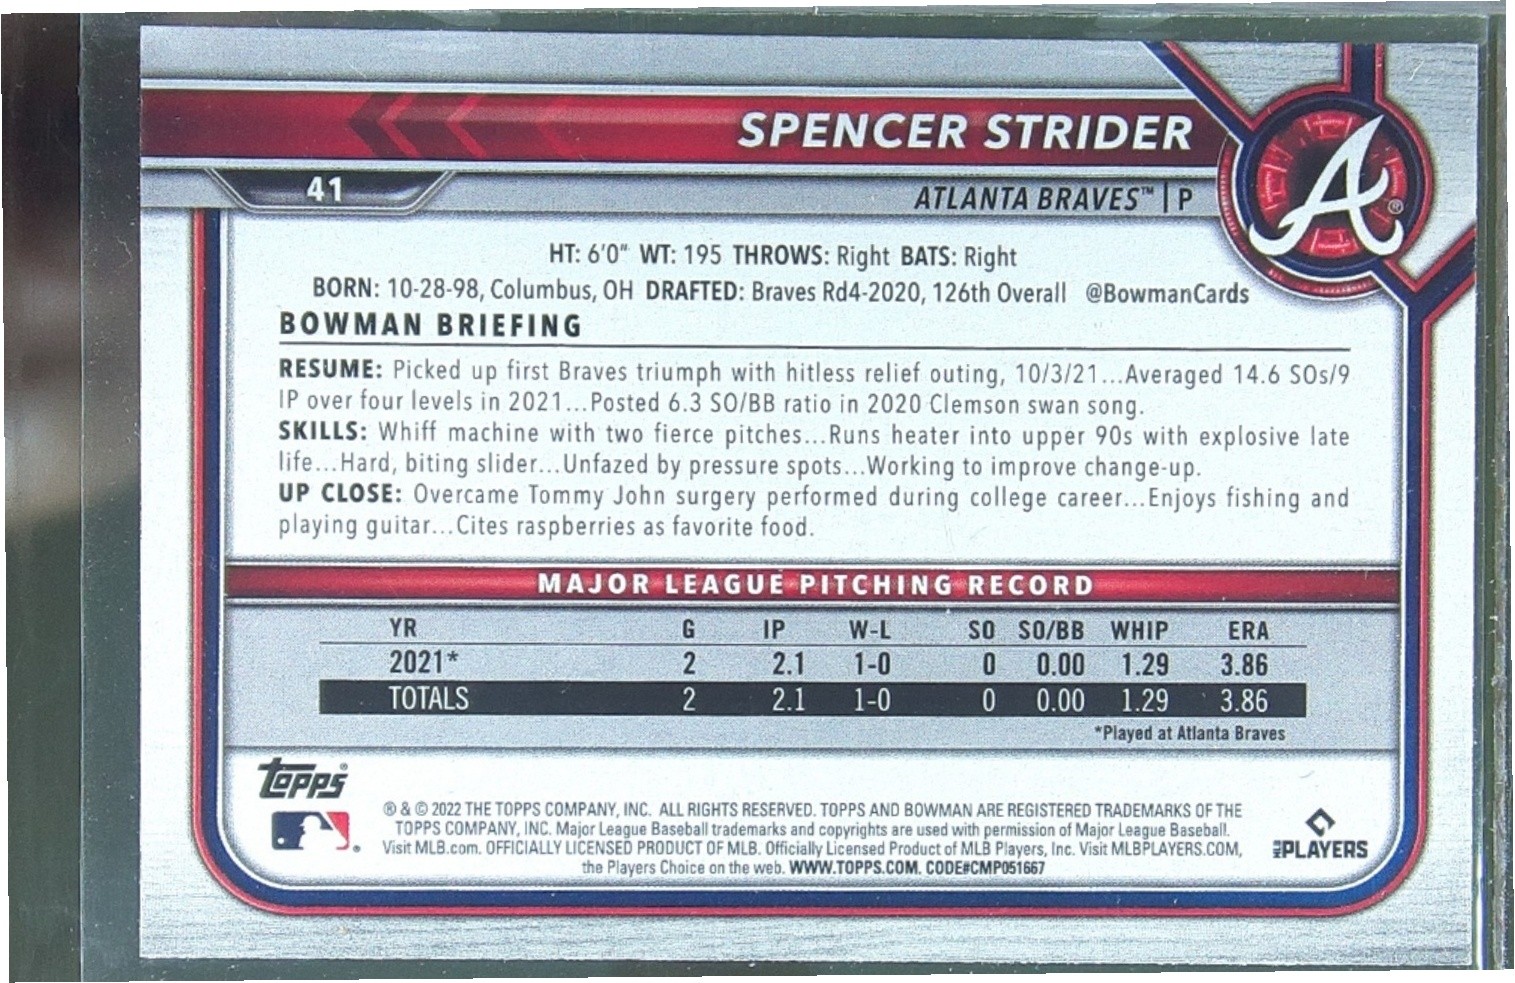 SPENCER STRIDER
41
ATLANTA BRAVES™ | P
A®
HT: 6'0" WT: 195 THROWS: Right BATS: Right
BORN: 10-28-98, Columbus, OH DRAFTED: Braves Rd4-2020, 126th Overall @BowmanCards
BOWMAN BRIEFING
RESUME: Picked up first Braves triumph with hitless relief outing, 10/3/21...Averaged 14.6 SOs/9
IP over four levels in 2021...Posted 6.3 SO/BB ratio in 2020 Clemson swan song.
SKILLS: Whiff machine with two fierce pitches...Runs heater into upper 90s with explosive late
life...Hard, biting slider...Unfazed by pressure spots...Working to improve change-up.
UP CLOSE: Overcame Tommy John surgery performed during college career...Enjoys fishing and
playing guitar...Cites raspberries as favorite food.
MAJOR LEAGUE PITCHING RECORD
YR G IP W-L SO SO/BB WHIP ERA
2021* 2 2.1 1-0 0 0.00 1.29 3.86
TOTALS 2 2.1 1-0 0 0.00 1.29 3.86
*Played at Atlanta Braves
Topps®
® & © 2022 THE TOPPS COMPANY, INC. ALL RIGHTS RESERVED. TOPPS AND BOWMAN ARE REGISTERED TRADEMARKS OF THE
TOPPS COMPANY, INC. Major League Baseball trademarks and copyrights are used with permission of Major League Baseball.
Visit MLB.com. OFFICIALLY LICENSED PRODUCT OF MLB. Officially Licensed Product of MLB Players, Inc. Visit MLBPLAYERS.COM,
the Players Choice on the web. WWW.TOPPS.COM. CODE#CMP051667
MLB PLAYERS